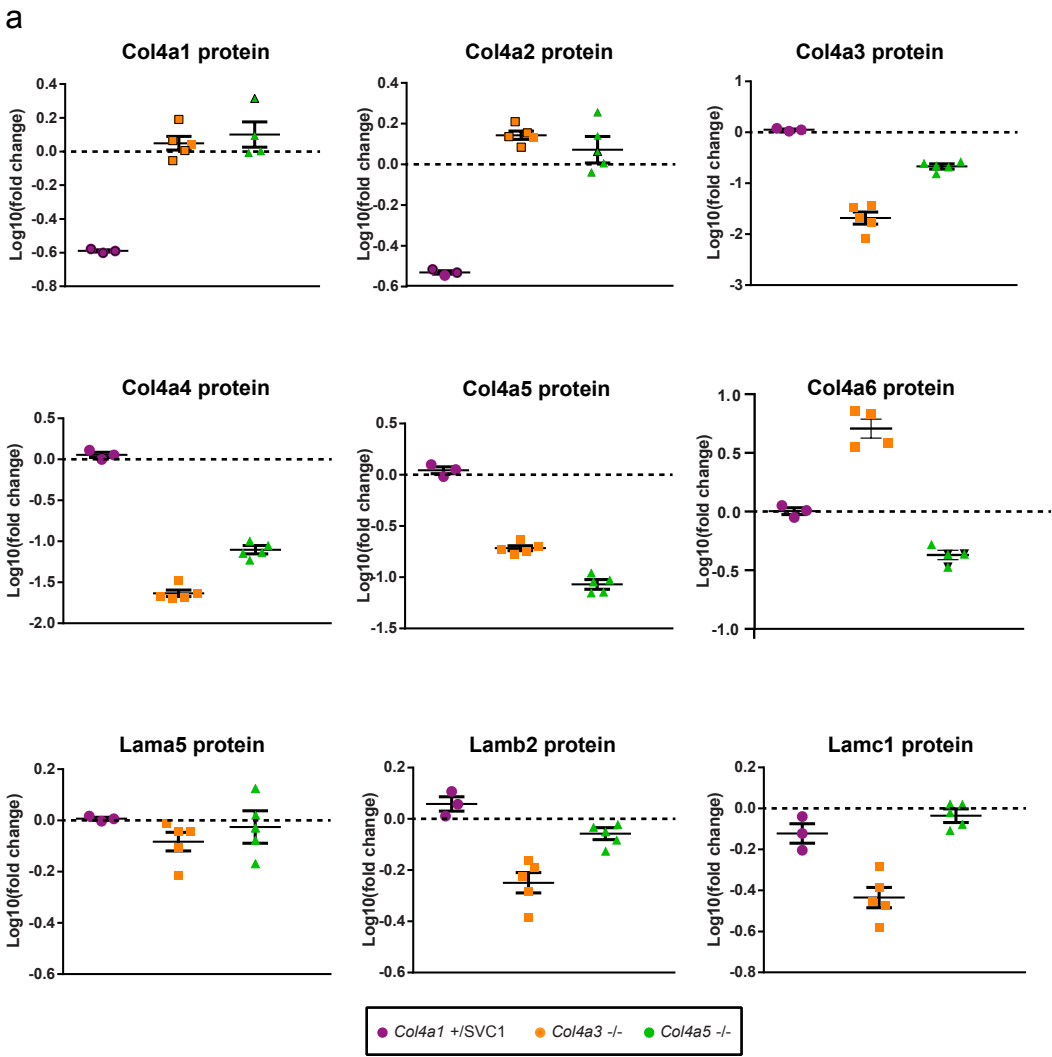 a
Col4a1 protein
Col4a2 protein
Col4a3 protein
Log10(fold change)
0.4
0.2
0.0
-0.2
-0.4
-0.6
-0.8
Log10(fold change)
0.4
0.2
0.0
-0.2
-0.4
-0.6
Log10(fold change)
1
0
-1
-2
-3
Col4a4 protein
Col4a5 protein
Col4a6 protein
Log10(fold change)
0.5
0.0
-0.5
-1.0
-1.5
-2.0
Log10(fold change)
0.5
0.0
-0.5
-1.0
-1.5
Log10(fold change)
1.0
0.5
0.0
-0.5
-1.0
Lama5 protein
Lamb2 protein
Lamc1 protein
Log10(fold change)
0.2
0.0
-0.2
-0.4
-0.6
Log10(fold change)
0.2
0.0
-0.2
-0.4
-0.6
Log10(fold change)
0.2
0.0
-0.2
-0.4
-0.6
-0.8
Col4a1 +/SVC1 Col4a3 -/- Col4a5 -/-